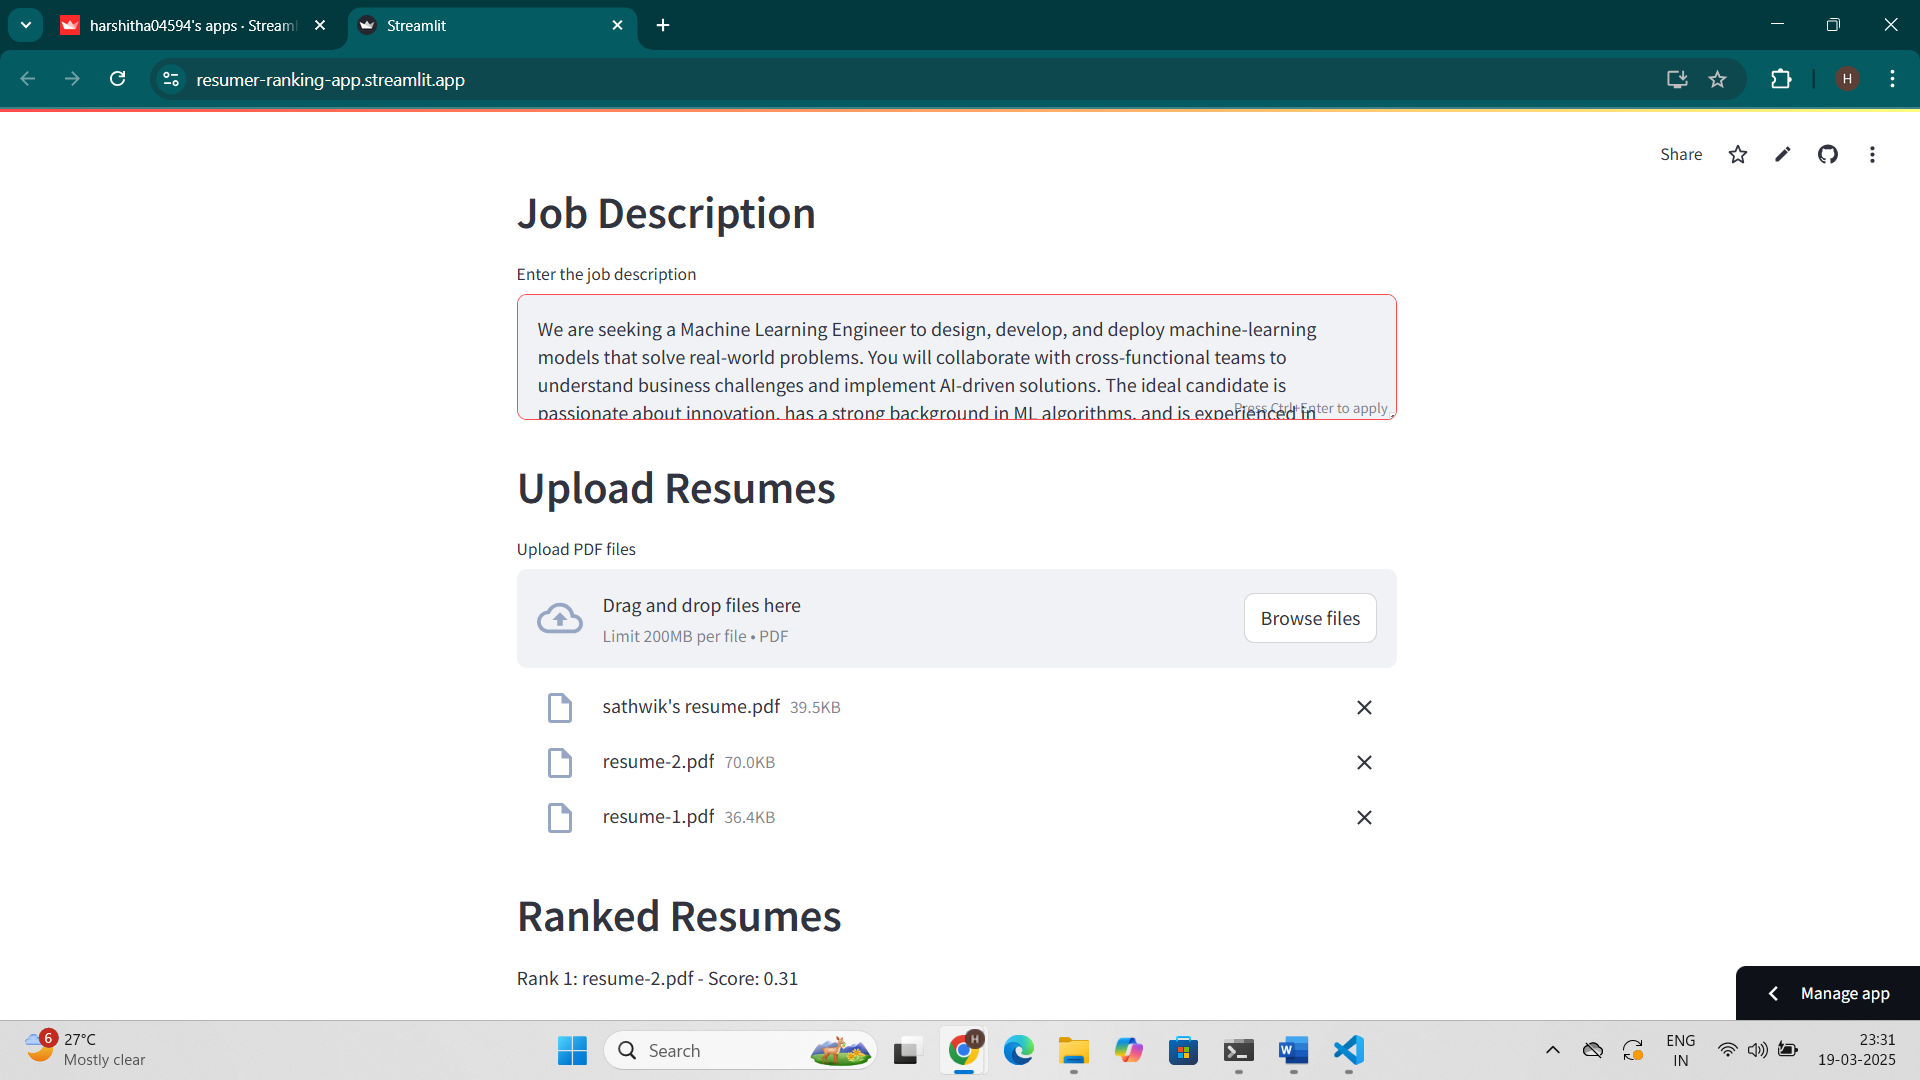 harshitha04594's apps · Streaml
Streamlit
resumer-ranking-app.streamlit.app
H
Share
Job Description
Enter the job description
We are seeking a Machine Learning Engineer to design, develop, and deploy machine-learning
models that solve real-world problems. You will collaborate with cross-functional teams to
understand business challenges and implement AI-driven solutions. The ideal candidate is
passionate about innovation, has a strong background in ML algorithms, and is experienced in
Press Ctrl+Enter to apply
Upload Resumes
Upload PDF files
Drag and drop files here
Limit 200MB per file • PDF
Browse files
sathwik's resume.pdf 39.5KB
resume-2.pdf 70.0KB
resume-1.pdf 36.4KB
Ranked Resumes
Rank 1: resume-2.pdf - Score: 0.31
Manage app
6
27°C
Mostly clear
Search
H
W
ENG
IN
23:31
19-03-2025